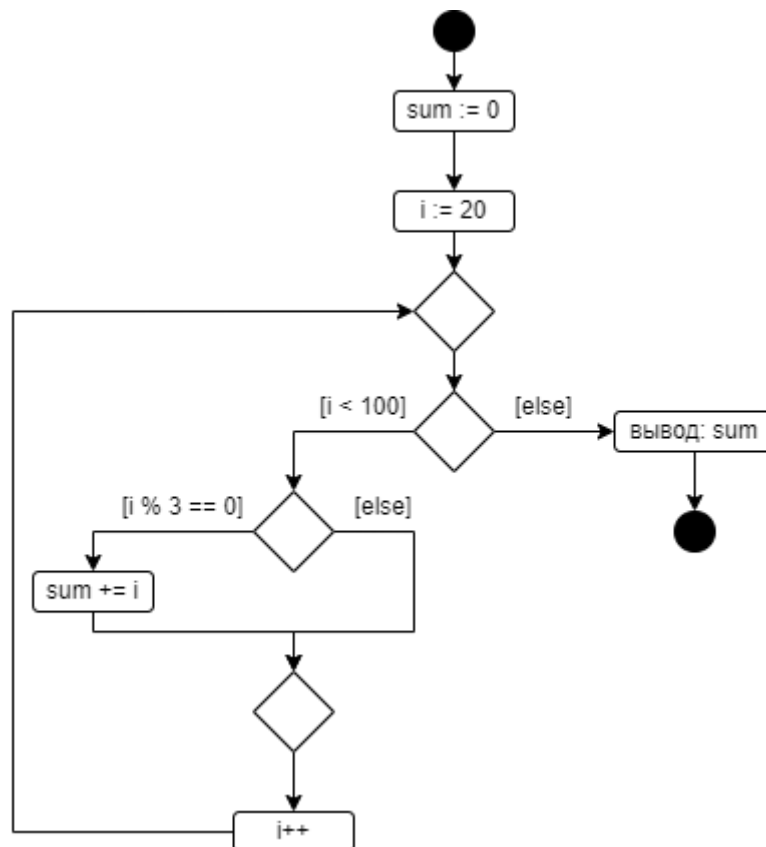 sum := 0
i := 20
[i < 100]
[else]
вывод: sum
[i % 3 == 0]
[else]
sum += i
i++